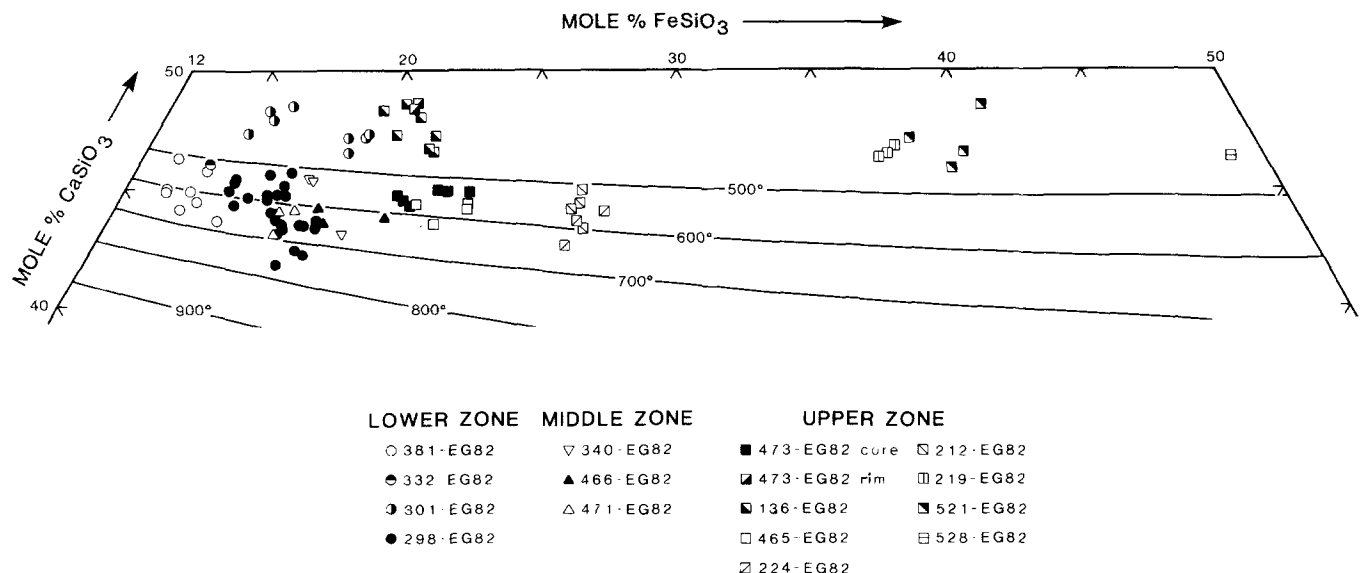 MOLE % FeSiO3
12 20 30 40 50
50
MOLE % CaSiO3
40
500°
600°
700°
800°
900°
LOWER ZONE
381-EG82
332 EG82
301-EG82
298-EG82
MIDDLE ZONE
340-EG82
466-EG82
471-EG82
UPPER ZONE
473-EG82 core
473-EG82 rim
136-EG82
465-EG82
224-EG82
212-EG82
219-EG82
521-EG82
528-EG82